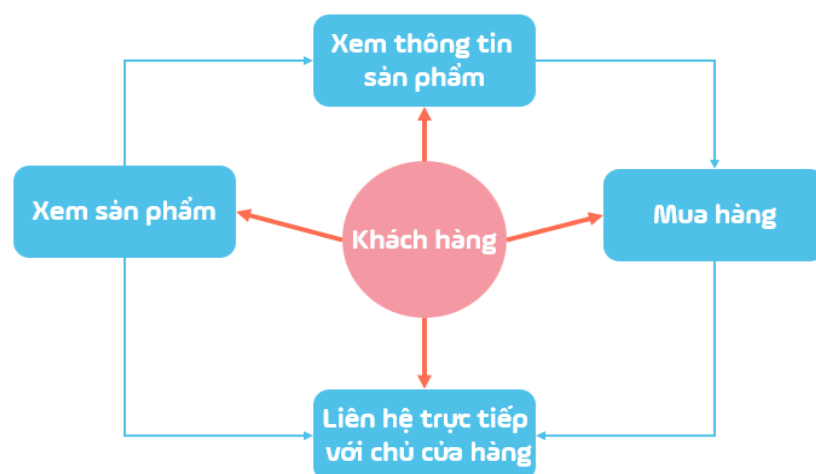 Xem thông tin
sản phẩm
Xem sản phẩm
Khách hàng
Mua hàng
Liên hệ trực tiếp
với chủ cửa hàng